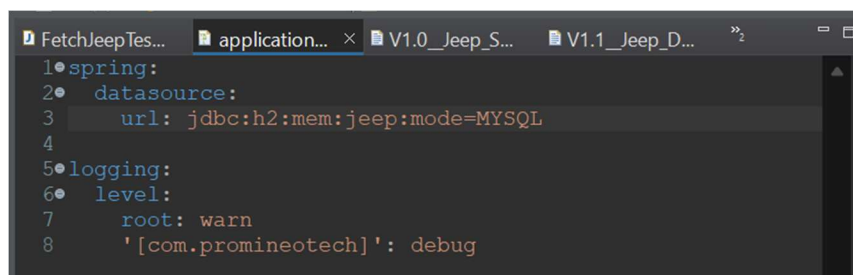 FetchJeepTes... application... × V1.0__Jeep_S... V1.1__Jeep_D... »2
1 spring:
2 datasource:
3 url: jdbc:h2:mem:jeep:mode=MYSQL
4
5 logging:
6 level:
7 root: warn
8 '[com.promineotech]': debug